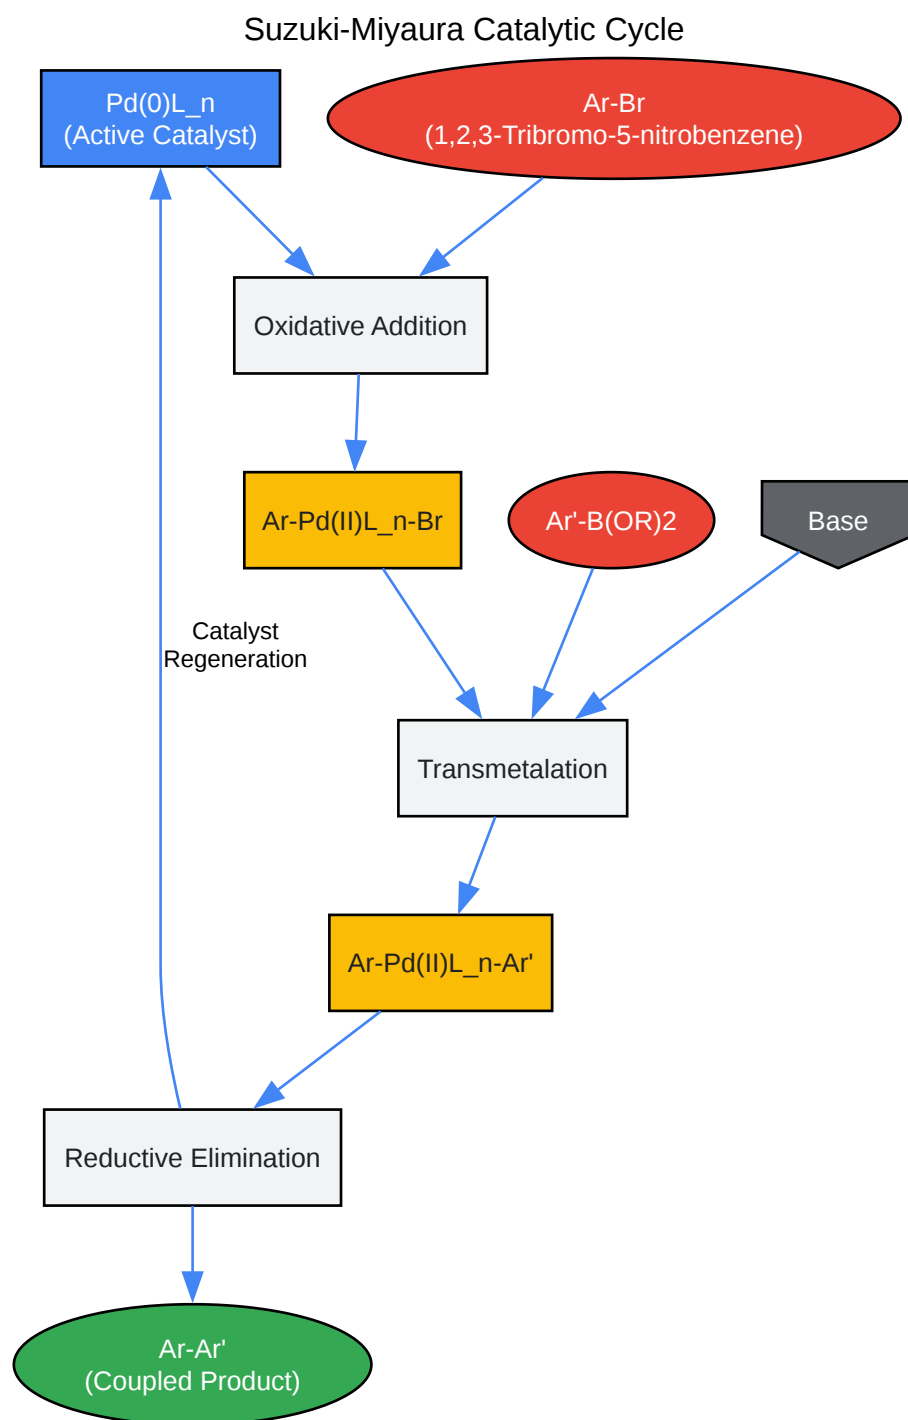 Suzuki-Miyaura Catalytic Cycle
Pd(0)L_n
(Active Catalyst)
Ar-Br
(1,2,3-Tribromo-5-nitrobenzene)
Oxidative Addition
Ar-Pd(II)L_n-Br
Ar'-B(OR)2
Base
Catalyst
Regeneration
Transmetalation
Ar-Pd(II)L_n-Ar'
Reductive Elimination
Ar-Ar'
(Coupled Product)